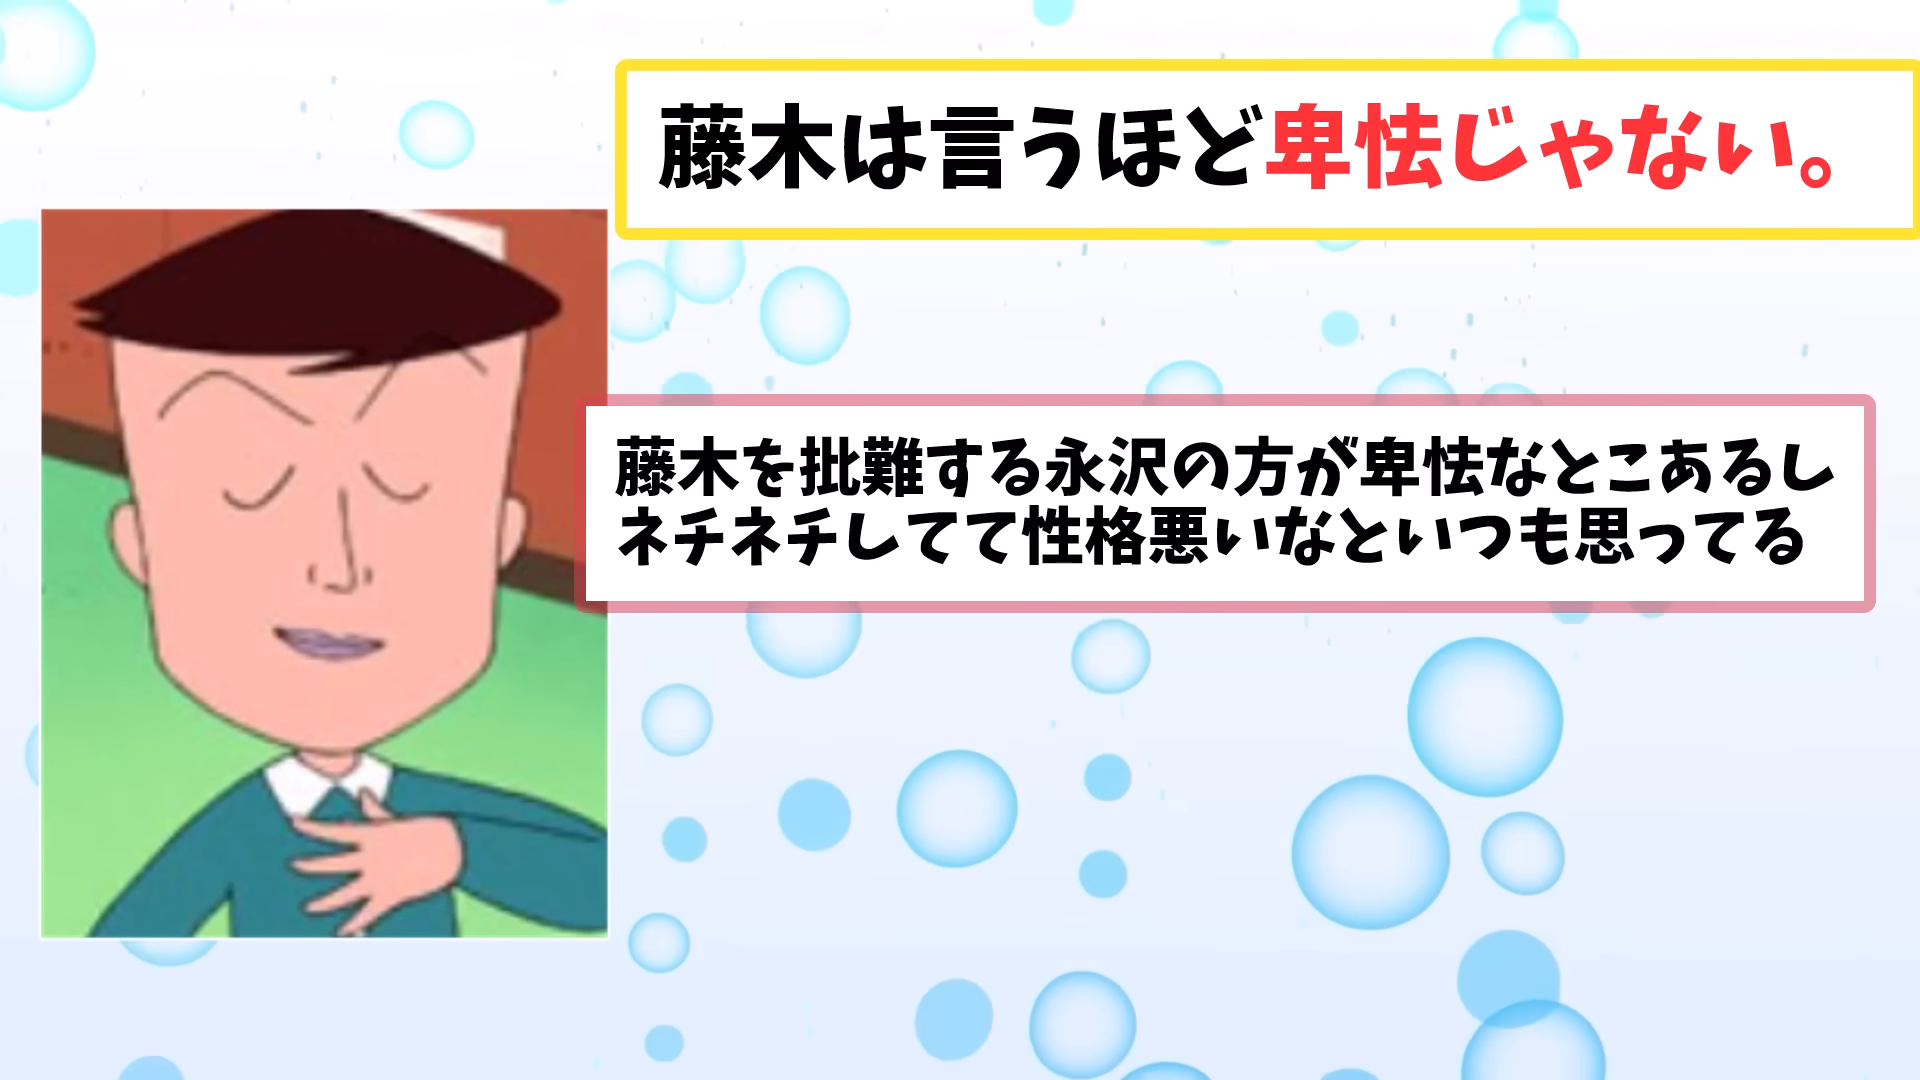 藤木は言うほど卑怯じゃない。
藤木を批難する永沢の方が卑怯なとこあるし
ネチネチしてて性格悪いなといつも思ってる